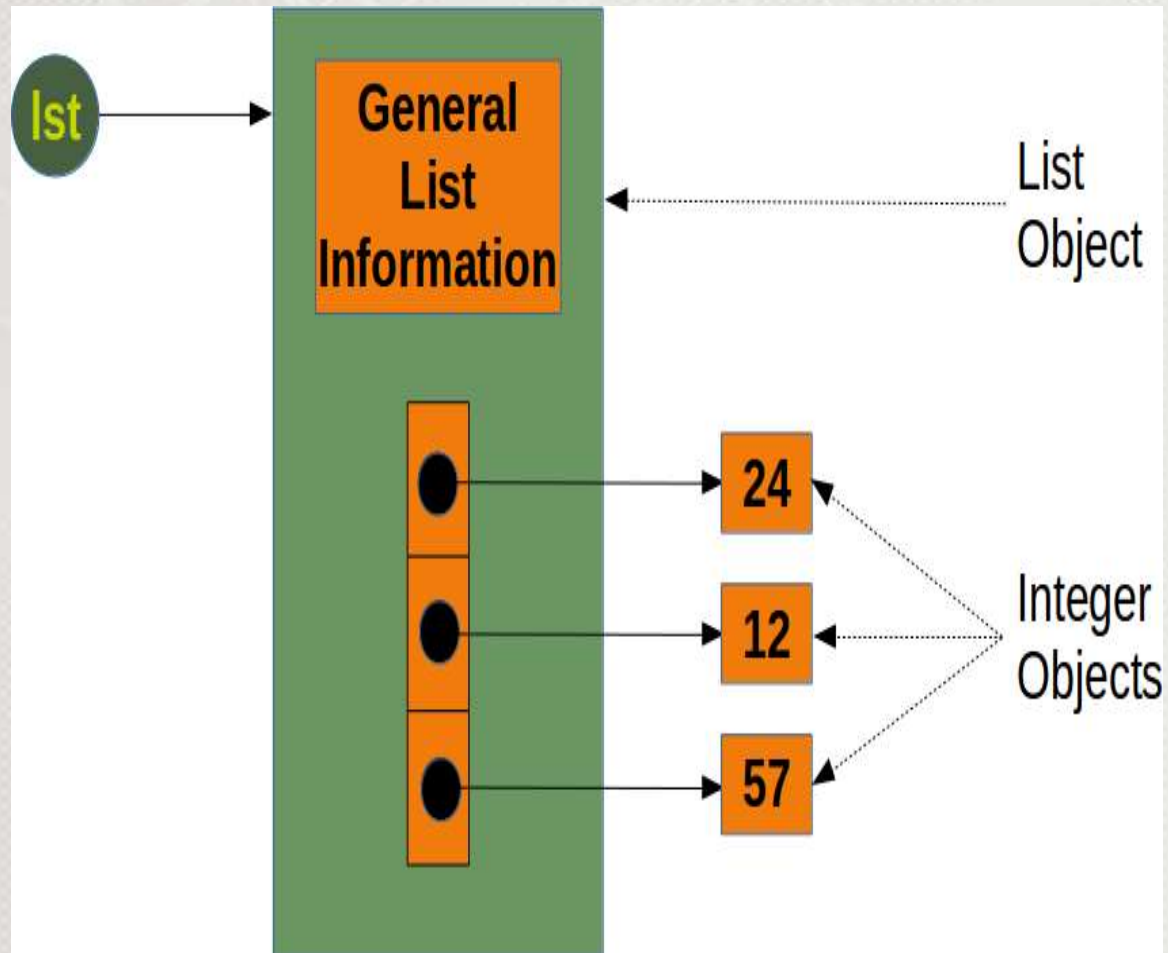 lst
General
List
Information
List
Object
24
12
57
Integer
Objects